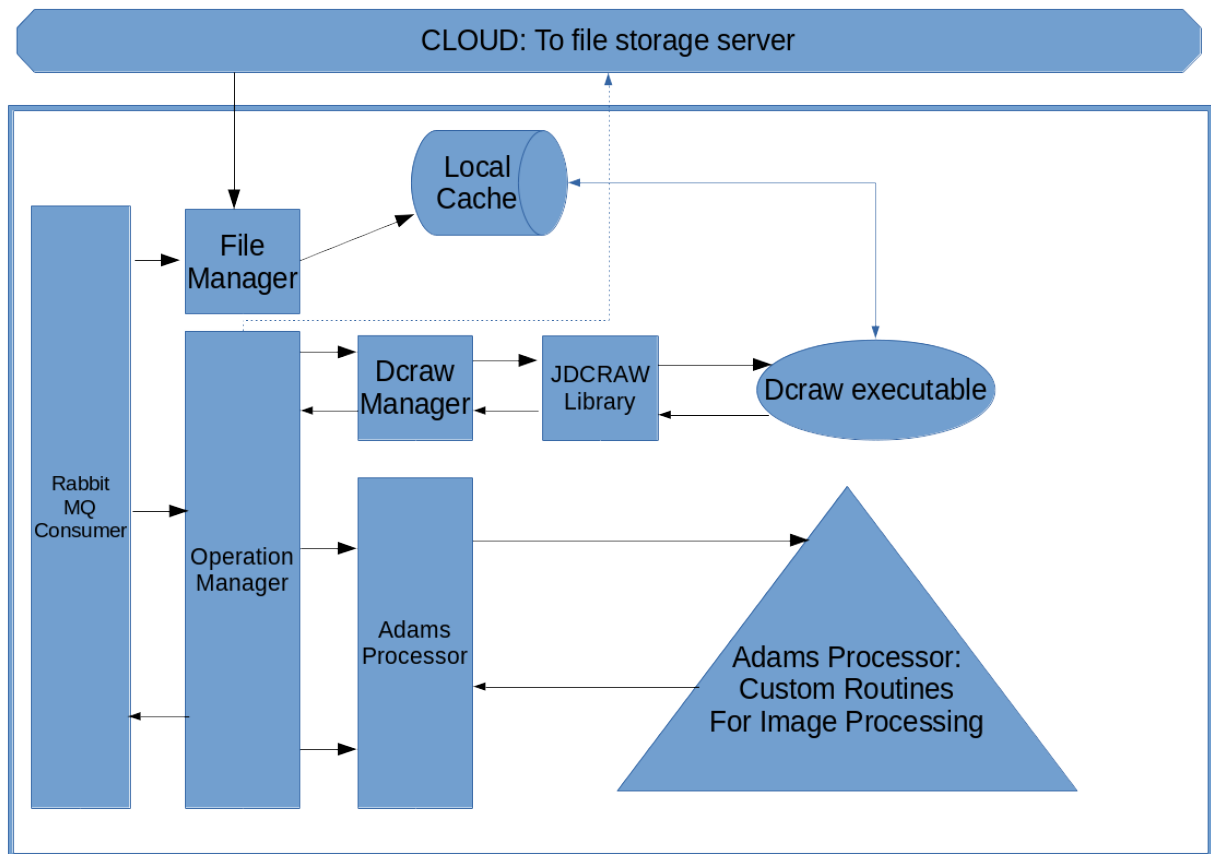 CLOUD: To file storage server
Local
Cache
File
Manager
Dcraw
Manager
JDCRAW
Library
Dcraw executable
Rabbit
MQ
Consumer
Operation
Manager
Adams
Processor
Adams Processor:
Custom Routines
For Image Processing